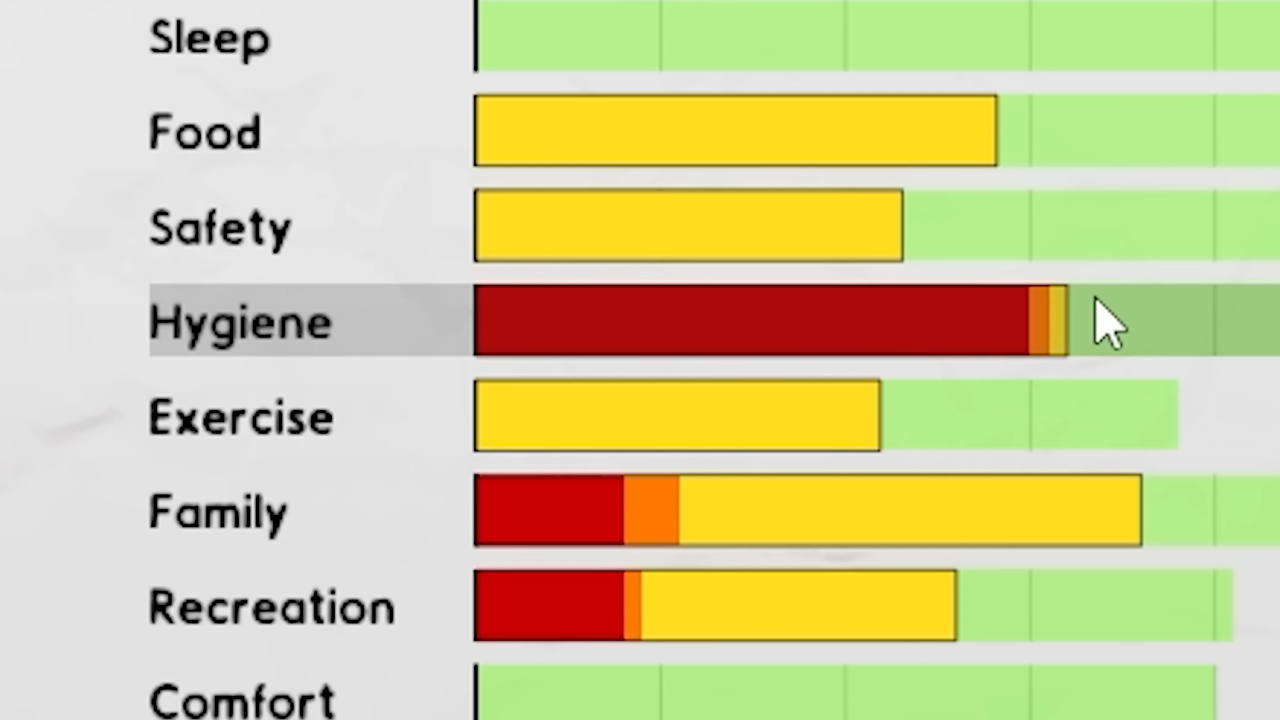 Sleep
Food
Safety
Hygiene
Exercise
Family
Recreation
Comfort